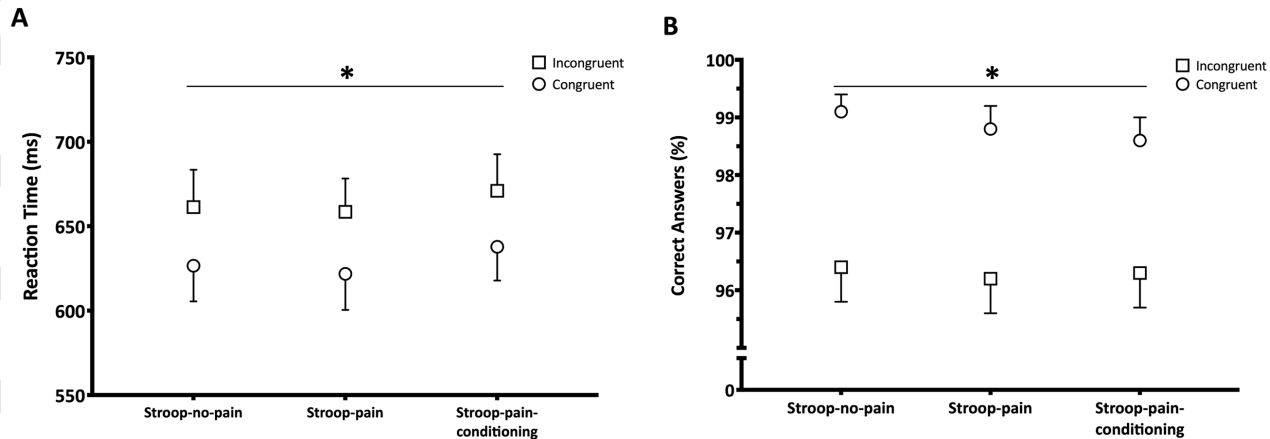 A
750
700
650
600
550
Reaction Time (ms)
*
Incongruent
Congruent
Stroop-no-pain
Stroop-pain
Stroop-pain-
conditioning
B
100
99
98
97
96
0
Correct Answers (%)
*
Incongruent
Congruent
Stroop-no-pain
Stroop-pain
Stroop-pain-
conditioning